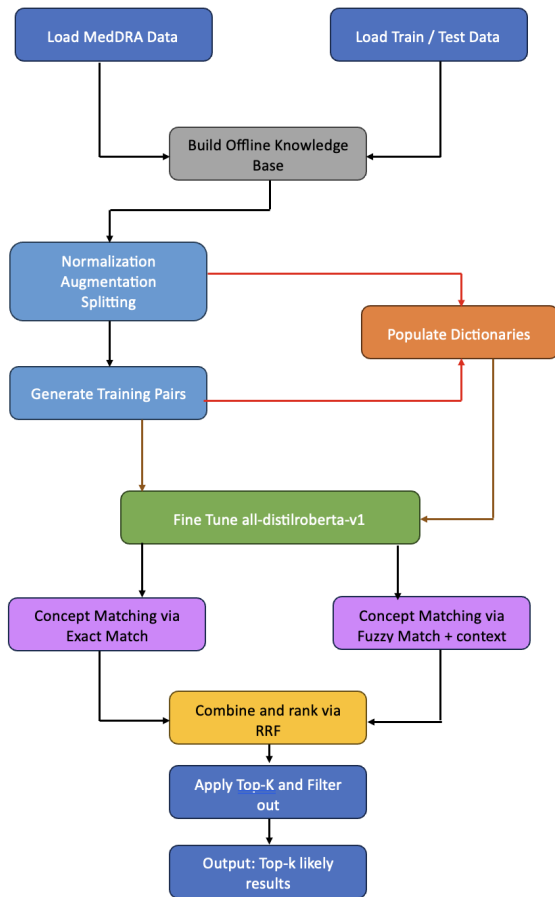 Load MedDRA Data
Load Train / Test Data
Build Offline Knowledge
Base
Normalization
Augmentation
Splitting
Populate Dictionaries
Generate Training Pairs
Fine Tune all-distilroberta-v1
Concept Matching via
Exact Match
Concept Matching via
Fuzzy Match + context
Combine and rank via
RRF
Apply Top-K and Filter
out
Output: Top-k likely
results